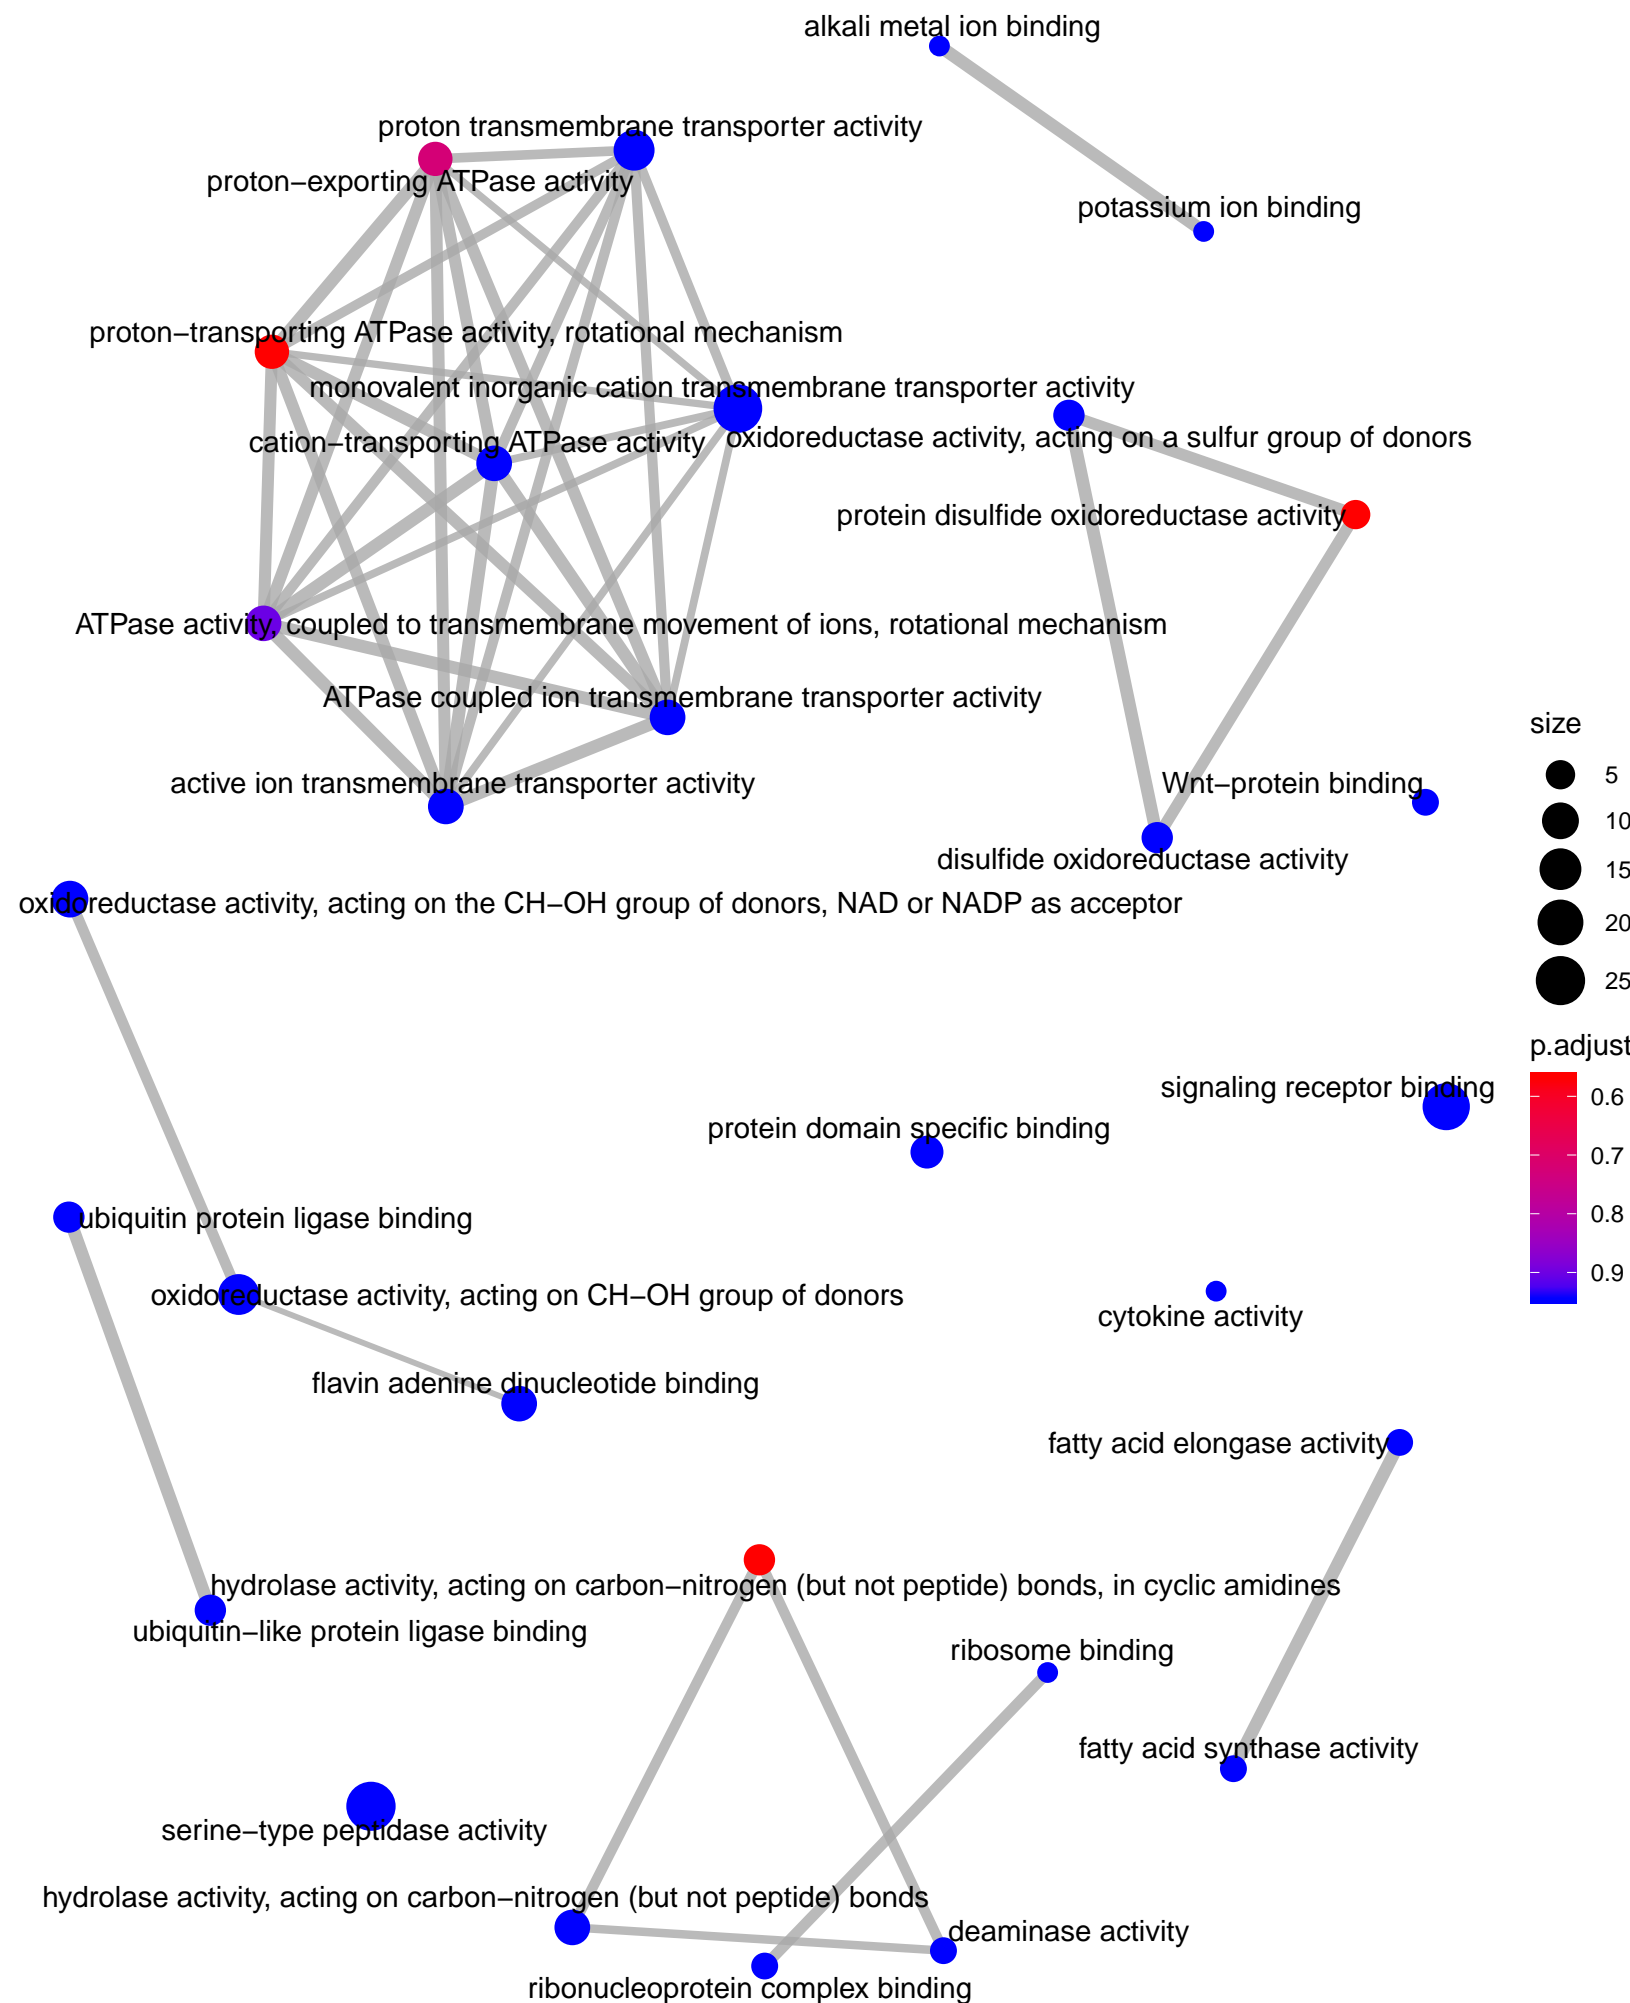 alkali metal ion binding
proton transmembrane transporter activity
proton−exporting ATPase activity
potassium ion binding
proton−transporting ATPase activity, rotational mechanism
monovalent inorganic cation transmembrane transporter activity
cation−transporting ATPase activity
oxidoreductase activity, acting on a sulfur group of donors
protein disulfide oxidoreductase activity
ATPase activity, coupled to transmembrane movement of ions, rotational mechanism
ATPase coupled ion transmembrane transporter activity
active ion transmembrane transporter activity
Wnt−protein binding
disulfide oxidoreductase activity
oxidoreductase activity, acting on the CH−OH group of donors, NAD or NADP as acceptor
signaling receptor binding
protein domain specific binding
ubiquitin protein ligase binding
oxidoreductase activity, acting on CH−OH group of donors
cytokine activity
flavin adenine dinucleotide binding
fatty acid elongase activity
hydrolase activity, acting on carbon−nitrogen (but not peptide) bonds, in cyclic amidines
ubiquitin−like protein ligase binding
ribosome binding
fatty acid synthase activity
serine−type peptidase activity
hydrolase activity, acting on carbon−nitrogen (but not peptide) bonds
deaminase activity
ribonucleoprotein complex binding
size
5
10
15
20
25
p.adjust
0.6
0.7
0.8
0.9